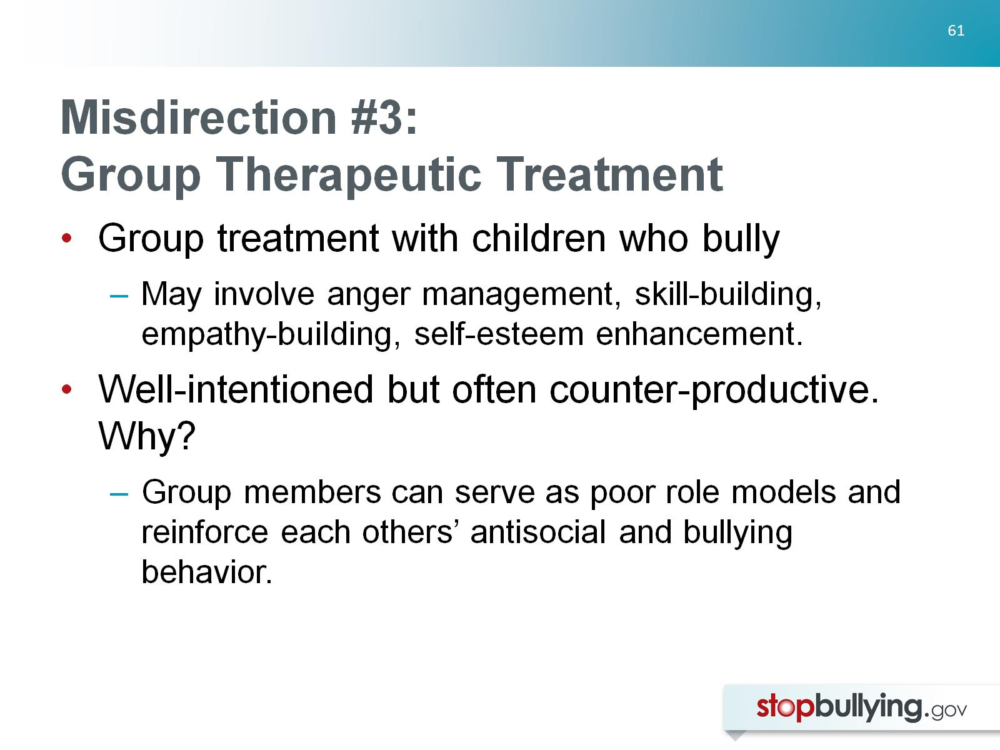 61
Misdirection #3:
Group Therapeutic Treatment
• Group treatment with children who bully
– May involve anger management, skill-building,
empathy-building, self-esteem enhancement.
• Well-intentioned but often counter-productive.
Why?
– Group members can serve as poor role models and
reinforce each others’ antisocial and bullying
behavior.
stopbullying.gov